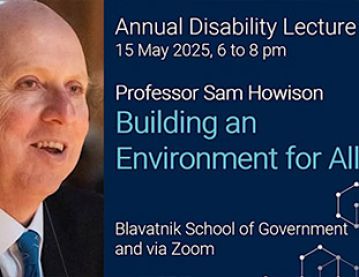 Annual Disability Lecture
15 May 2025, 6 to 8 pm
Professor Sam Howison
Building an
Environment for All
Blavatnik School of Government
and via Zoom